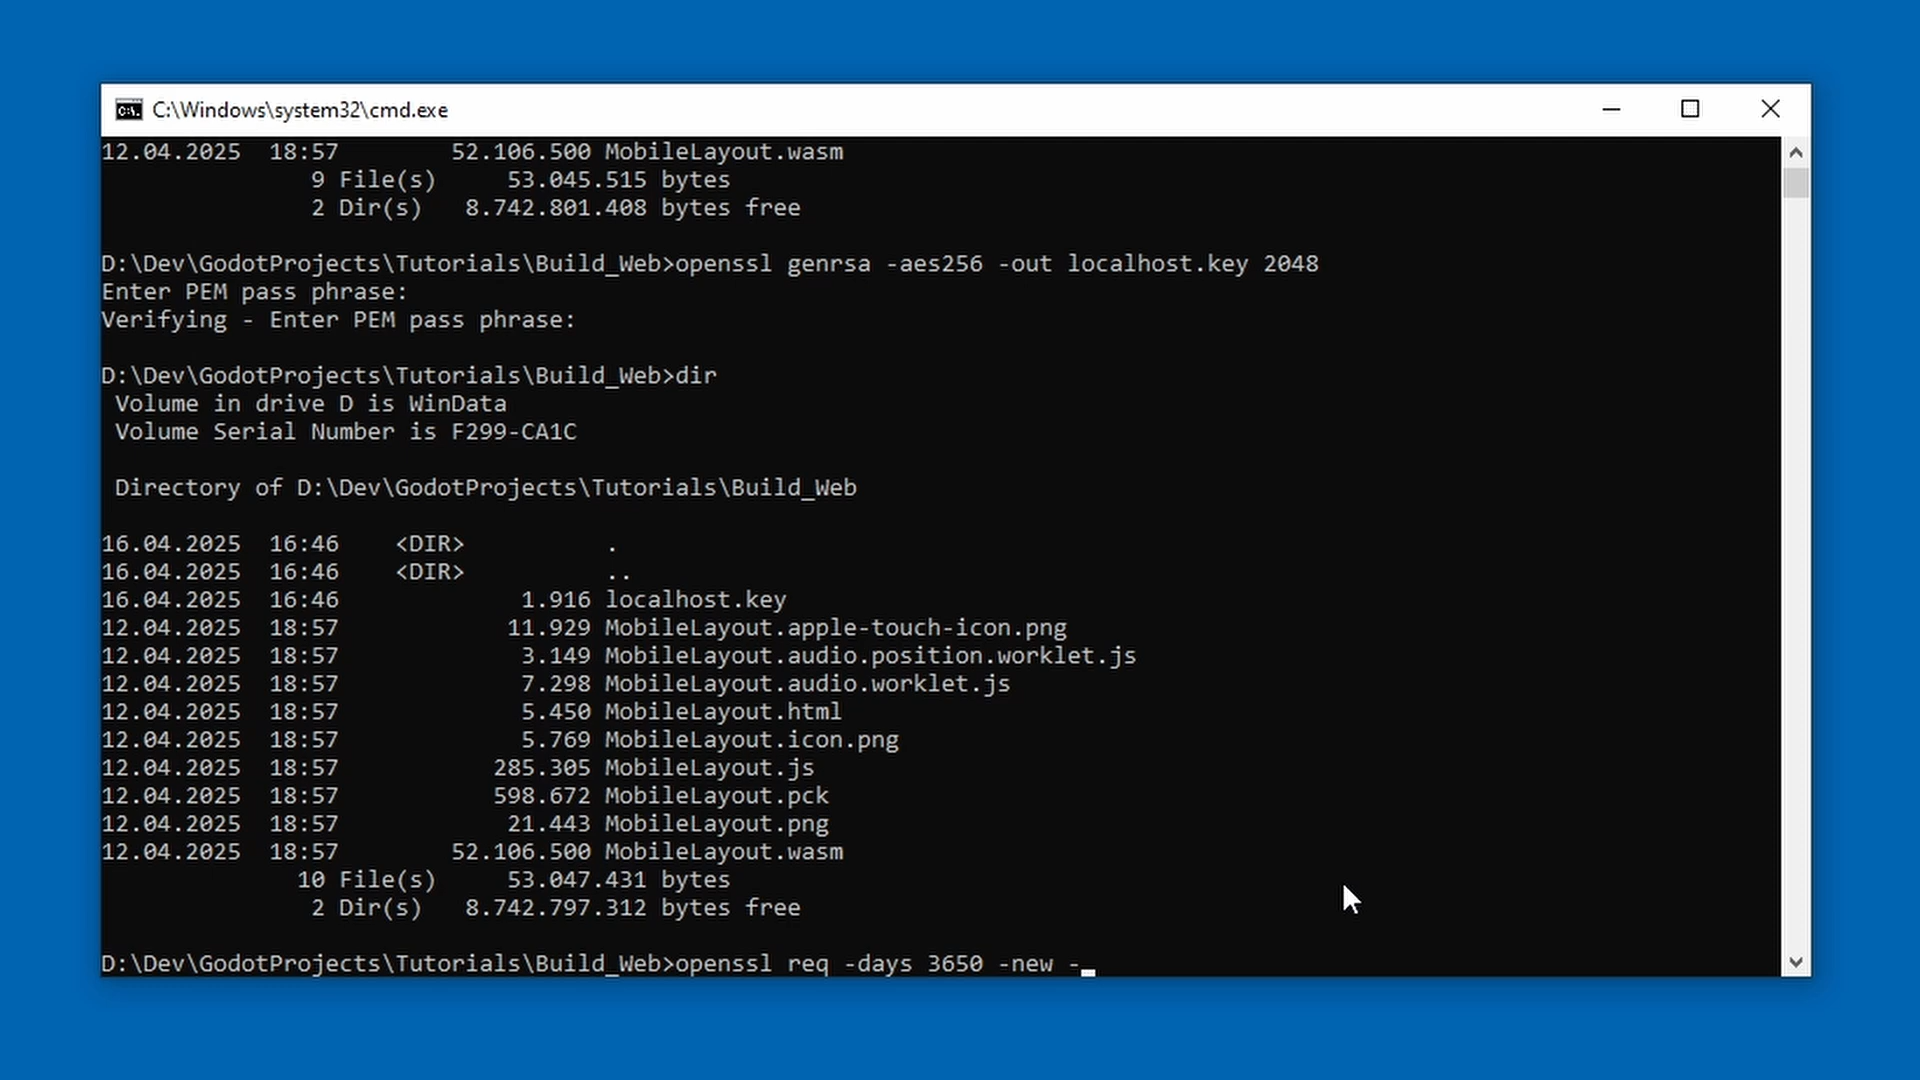 C:\Windows\system32\cmd.exe
12.04.2025  18:57        52.106.500 MobileLayout.wasm
               9 File(s)     53.045.515 bytes
               2 Dir(s)   8.742.801.408 bytes free
D:\Dev\GodotProjects\Tutorials\Build_Web>openssl genrsa -aes256 -out localhost.key 2048
Enter PEM pass phrase:
Verifying - Enter PEM pass phrase:
D:\Dev\GodotProjects\Tutorials\Build_Web>dir
 Volume in drive D is WinData
 Volume Serial Number is F299-CA1C
 Directory of D:\Dev\GodotProjects\Tutorials\Build_Web
16.04.2025  16:46    <DIR>          .
16.04.2025  16:46    <DIR>          ..
16.04.2025  16:46             1.916 localhost.key
12.04.2025  18:57            11.929 MobileLayout.apple-touch-icon.png
12.04.2025  18:57             3.149 MobileLayout.audio.position.worklet.js
12.04.2025  18:57             7.298 MobileLayout.audio.worklet.js
12.04.2025  18:57             5.450 MobileLayout.html
12.04.2025  18:57             5.769 MobileLayout.icon.png
12.04.2025  18:57           285.305 MobileLayout.js
12.04.2025  18:57           598.672 MobileLayout.pck
12.04.2025  18:57            21.443 MobileLayout.png
12.04.2025  18:57        52.106.500 MobileLayout.wasm
              10 File(s)     53.047.431 bytes
               2 Dir(s)   8.742.797.312 bytes free
D:\Dev\GodotProjects\Tutorials\Build_Web>openssl req -days 3650 -new -